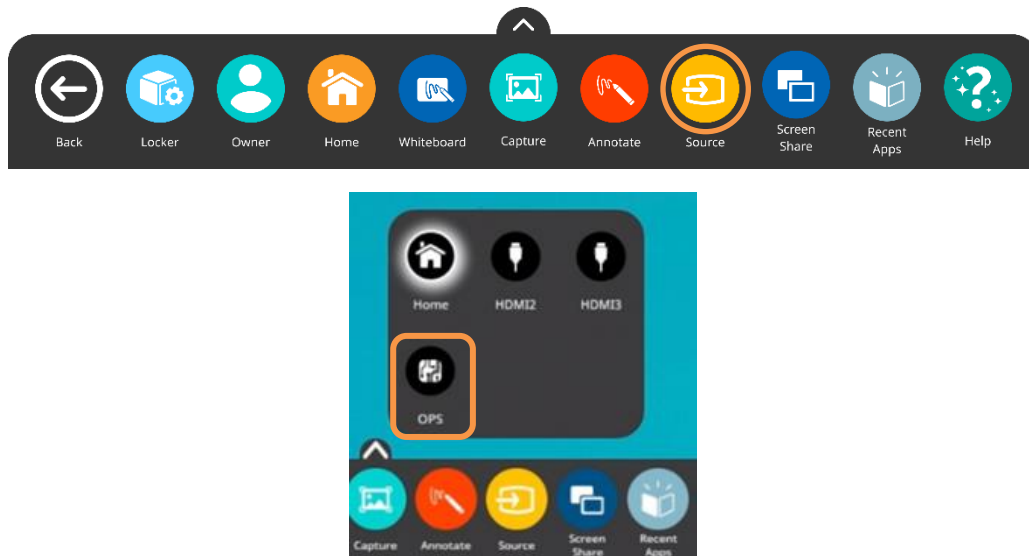 Back
Locker
Owner
Home
Whiteboard
Capture
Annotate
Source
Screen
Share
Recent
Apps
Help
Home
HDMI2
HDMI3
OPS
Capture
Annotate
Source
Screen
Share
Recent
Apps